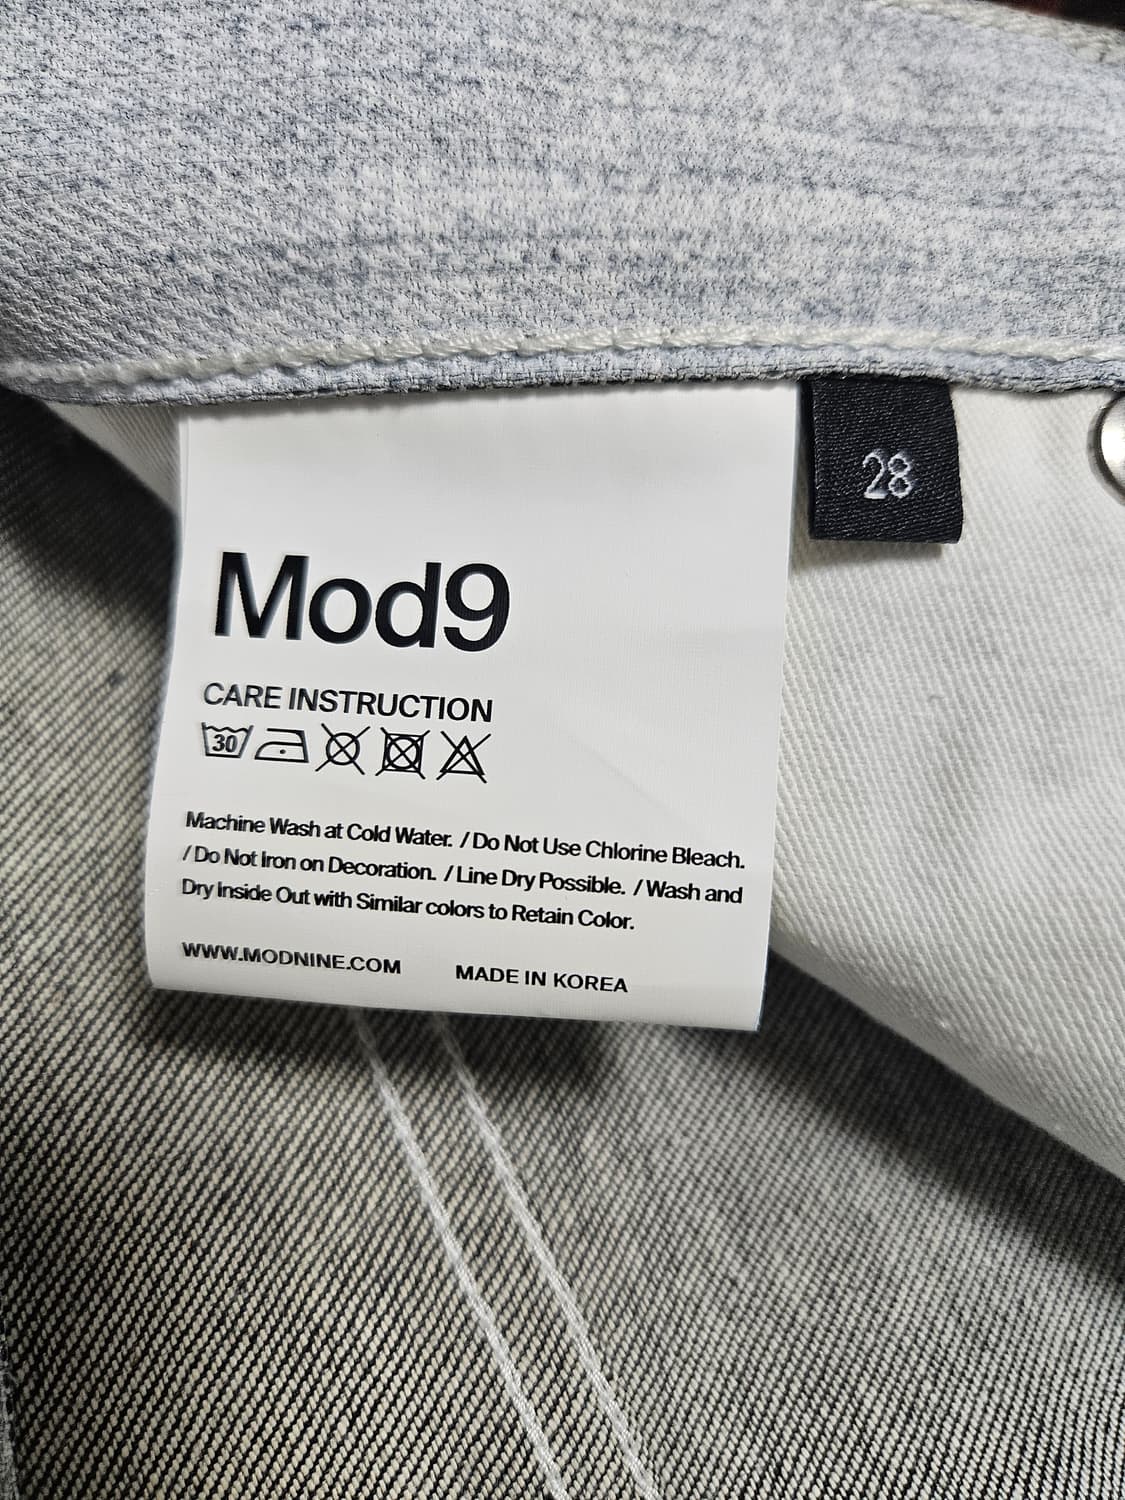 28
Mod9
CARE INSTRUCTION
30
Machine Wash at Cold Water. / Do Not Use Chlorine Bleach.
/ Do Not Iron on Decoration. / Line Dry Possible. / Wash and
Dry Inside Out with Similar colors to Retain Color.
WWW.MODNINE.COM MADE IN KOREA